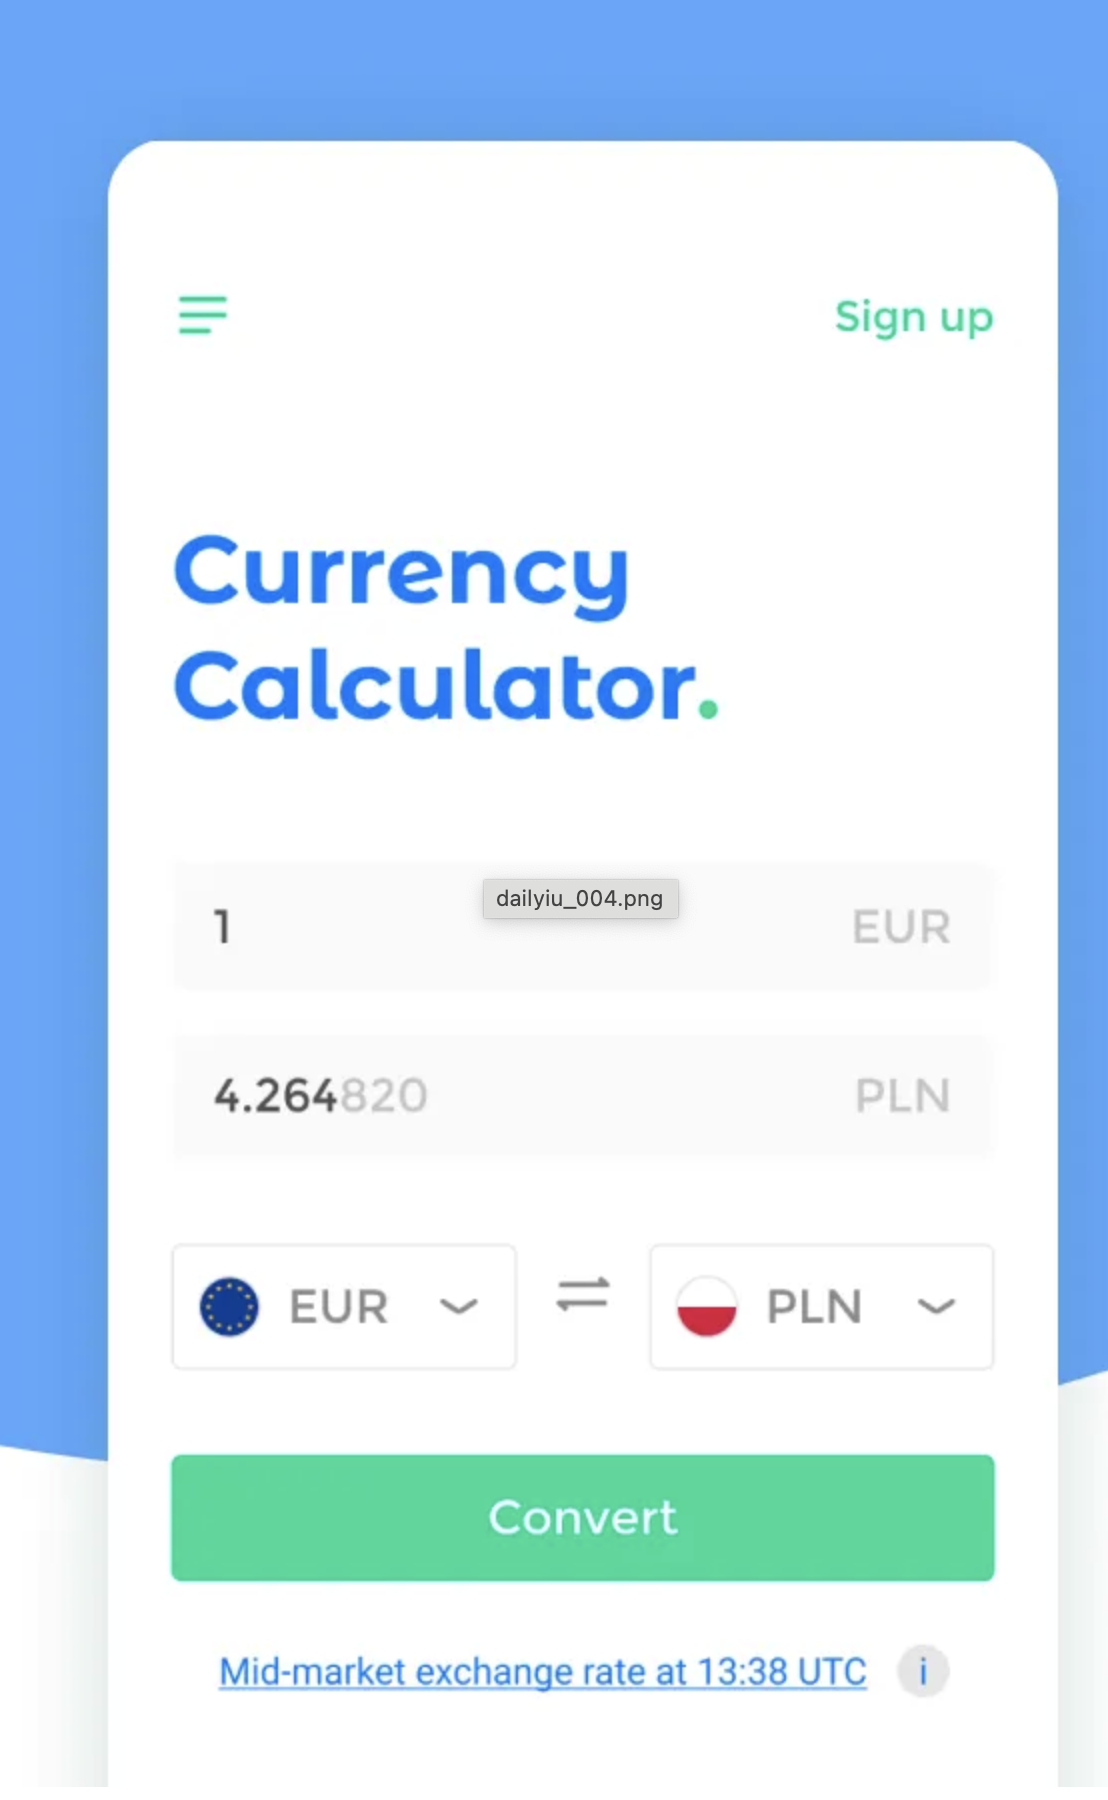 Sign up
Currency
Calculator.
dailyiu_004.png
1 EUR
4.264820 PLN
EUR PLN
Convert
Mid-market exchange rate at 13:38 UTC i